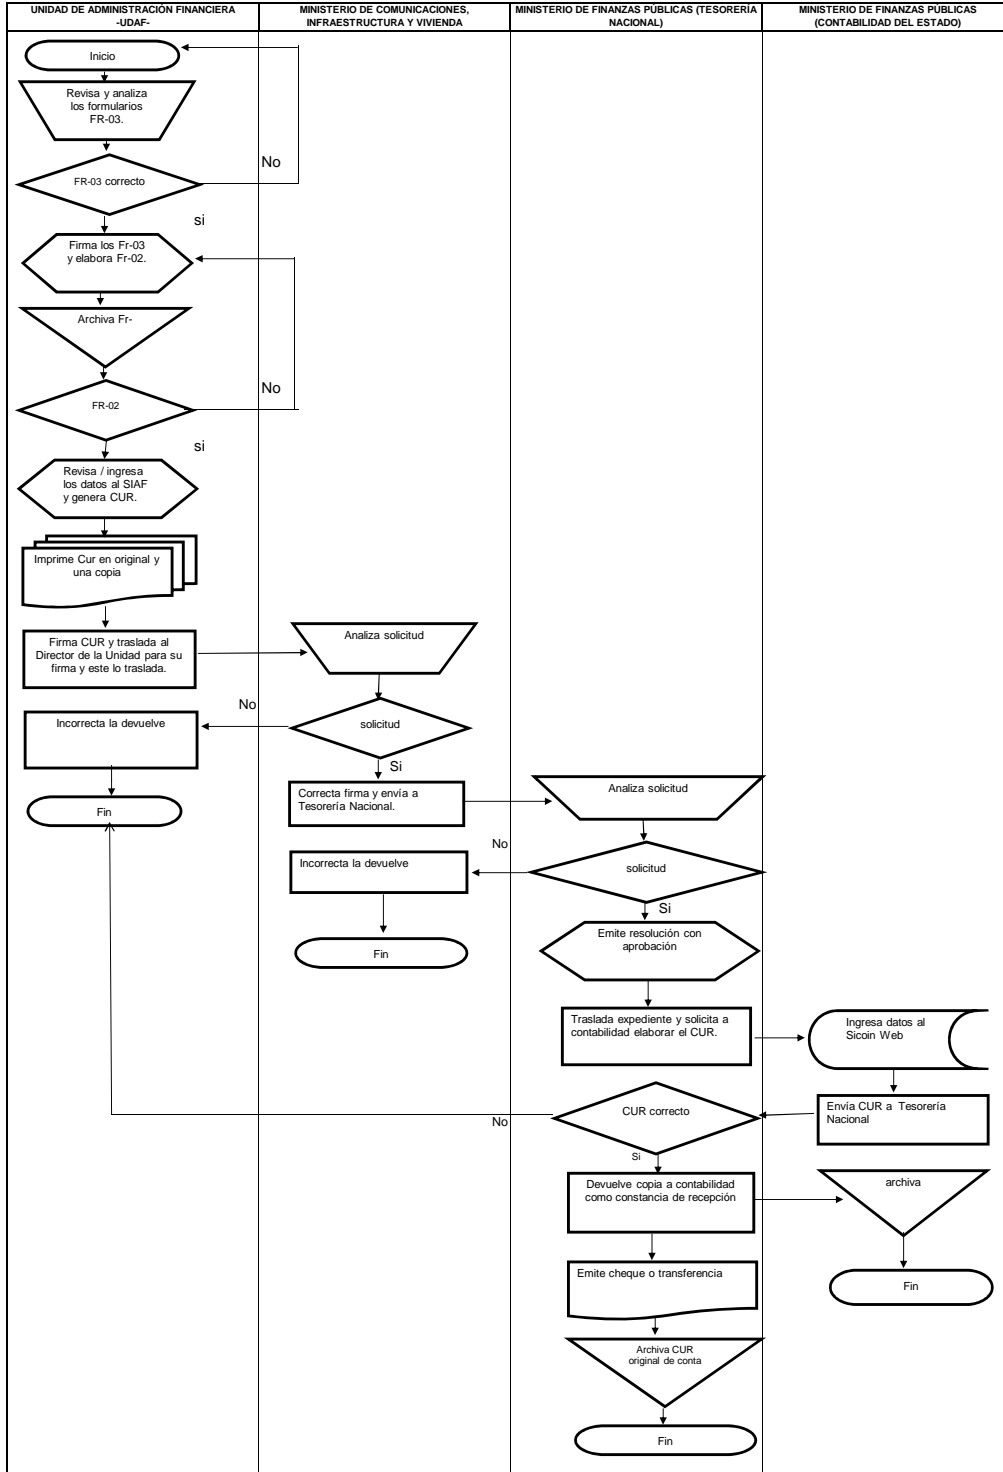 UNIDAD DE ADMINISTRACIÓN FINANCIERA
-UDAF-
MINISTERIO DE COMUNICACIONES,
INFRAESTRUCTURA Y VIVIENDA
MINISTERIO DE FINANZAS PÚBLICAS (TESORERÍA
NACIONAL)
MINISTERIO DE FINANZAS PÚBLICAS
(CONTABILIDAD DEL ESTADO)
Inicio
Revisa y analiza
los formularios
FR-03.
No
FR-03 correcto
si
Firma los Fr-03
y elabora Fr-02.
Archiva Fr-
No
FR-02
si
Revisa / ingresa
los datos al SIAF
y genera CUR.
Imprime Cur en original y
una copia
Firma CUR y traslada al
Director de la Unidad para su
firma y este lo traslada.
Analiza solicitud
No
solicitud
Incorrecta la devuelve
Si
Fin
Correcta firma y envía a
Tesorería Nacional.
Analiza solicitud
No
Incorrecta la devuelve
solicitud
Si
Fin
Emite resolución con
aprobación
Traslada expediente y solicita a
contabilidad elaborar el CUR.
Ingresa datos al
Sicoin Web
Envía CUR a Tesorería
Nacional
CUR correcto
No
Si
Devuelve copia a contabilidad
como constancia de recepción
archiva
Emite cheque o transferencia
Fin
Archiva CUR
original de conta
Fin